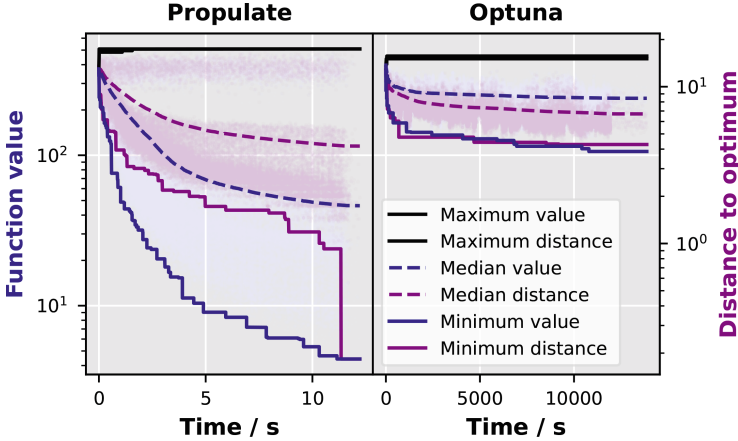 Propulate
Optuna
Function value
10²
10¹
10¹
10⁰
Distance to optimum
Maximum value
Maximum distance
Median value
Median distance
Minimum value
Minimum distance
0
5
10
0
5000
10000
Time / s
Time / s